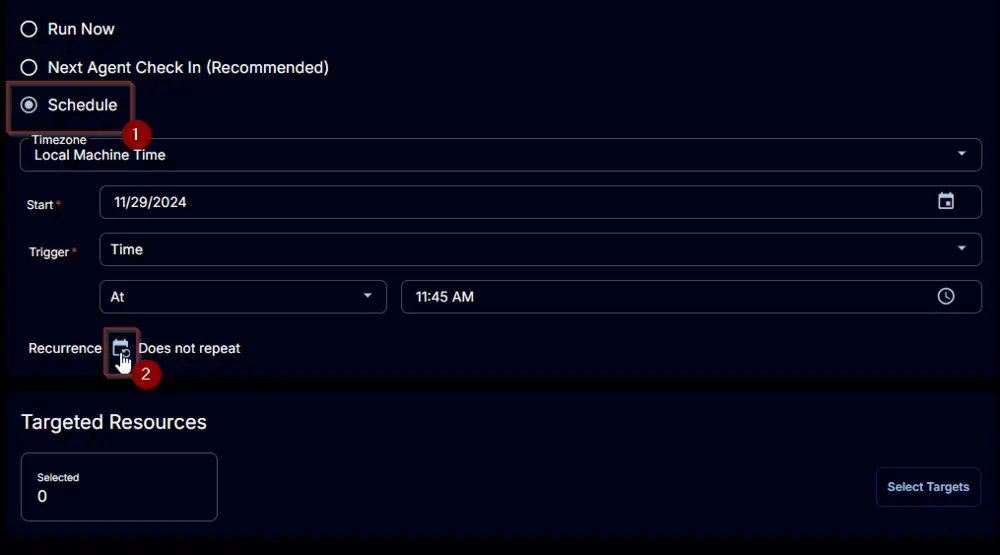 Run Now
Next Agent Check In (Recommended)
Schedule
1
Timezone
Local Machine Time
Start *
11/29/2024
Trigger *
Time
At
11:45 AM
Recurrence Does not repeat
2
Targeted Resources
Selected
0
Select Targets